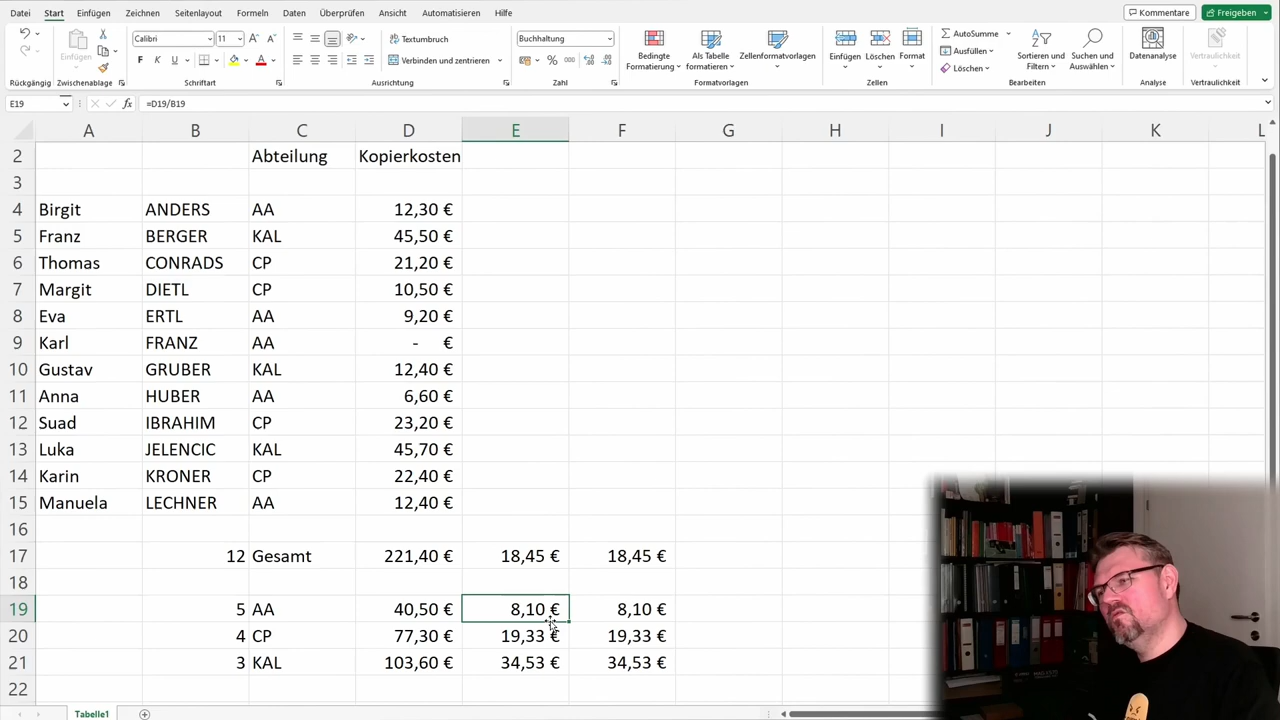 Datei Start Einfügen Zeichnen Seitenlayout Formeln Daten Überprüfen Ansicht Automatisieren Hilfe Kommentare Freigeben
Calibri 11 Textumbruch Buchhaltung AutoSumme
Einfügen F K U Verbinden und zentrieren Bedingte Formatierung Als Tabelle formatieren Zellenformatvorlagen Einfügen Löschen Format Ausfüllen Löschen Sortieren und Filtern Suchen und Auswählen Datenanalyse Vertraulichkeit
Rückgängig Zwischenablage Schriftart Ausrichtung Zahl Formatvorlagen Zellen Bearbeiten Analyse Vertraulichkeit
E19 fx =D19/B19
A B C D E F G H I J K L
2 Abteilung Kopierkosten
3
4 Birgit ANDERS AA 12,30 €
5 Franz BERGER KAL 45,50 €
6 Thomas CONRADS CP 21,20 €
7 Margit DIETL CP 10,50 €
8 Eva ERTL AA 9,20 €
9 Karl FRANZ AA - €
10 Gustav GRUBER KAL 12,40 €
11 Anna HUBER AA 6,60 €
12 Suad IBRAHIM CP 23,20 €
13 Luka JELENCIC KAL 45,70 €
14 Karin KRONER CP 22,40 €
15 Manuela LECHNER AA 12,40 €
16
17 12 Gesamt 221,40 € 18,45 € 18,45 €
18
19 5 AA 40,50 € 8,10 € 8,10 €
20 4 CP 77,30 € 19,33 € 19,33 €
21 3 KAL 103,60 € 34,53 € 34,53 €
22
Tabelle1